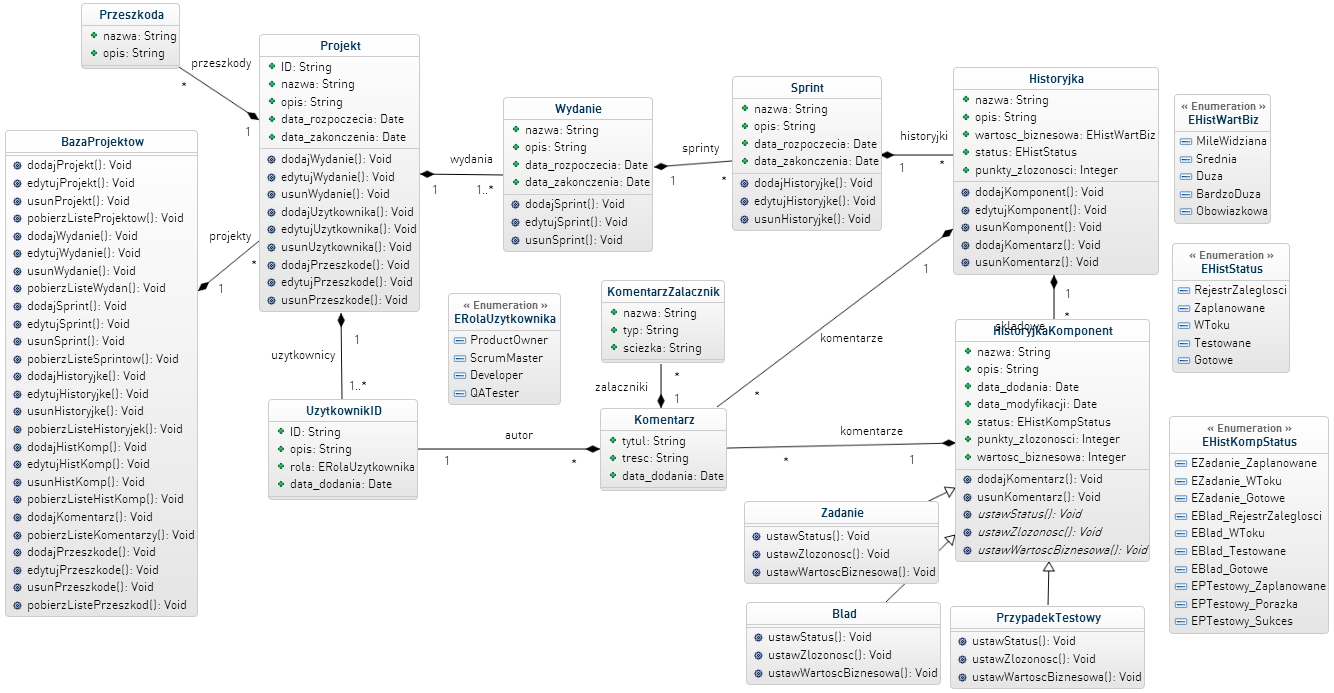 Przeszkoda
nazwa: String
opis: String
przeszkody
*
1
Projekt
ID: String
nazwa: String
opis: String
data_rozpoczecia: Date
data_zakonczenia: Date
dodajWydanie(): Void
edytujWydanie(): Void
usunWydanie(): Void
dodajUzytkownika(): Void
edytujUzytkownika(): Void
usunUzytkownika(): Void
dodajPrzeszkode(): Void
edytujPrzeszkode(): Void
usunPrzeszkode(): Void
BazaProjektow
dodajProjekt(): Void
edytujProjekt(): Void
usunProjekt(): Void
pobierzListeProjektow(): Void
dodajWydanie(): Void
edytujWydanie(): Void
usunWydanie(): Void
pobierzListeWydan(): Void
dodajSprint(): Void
edytujSprint(): Void
usunSprint(): Void
pobierzListeSprintow(): Void
dodajHistoryjke(): Void
edytujHistoryjke(): Void
usunHistoryjke(): Void
pobierzListeHistoryjek(): Void
dodajHistKomp(): Void
edytujHistKomp(): Void
usunHistKomp(): Void
pobierzListeHistKomp(): Void
dodajKomentarz(): Void
pobierzListeKomentarzy(): Void
dodajPrzeszkode(): Void
edytujPrzeszkode(): Void
usunPrzeszkode(): Void
pobierzListePrzeszkod(): Void
projekty
*
1
wydania
1
1..*
Wydanie
nazwa: String
opis: String
data_rozpoczecia: Date
data_zakonczenia: Date
dodajSprint(): Void
edytujSprint(): Void
usunSprint(): Void
sprinty
1
*
Sprint
nazwa: String
opis: String
data_rozpoczecia: Date
data_zakonczenia: Date
dodajHistoryjke(): Void
edytujHistoryjke(): Void
usunHistoryjke(): Void
historyjki
1
*
Historyjka
nazwa: String
opis: String
wartosc_biznesowa: EHistWartBiz
status: EHistStatus
punkty_zlozonosci: Integer
dodajKomponent(): Void
edytujKomponent(): Void
usunKomponent(): Void
dodajKomentarz(): Void
usunKomentarz(): Void
‹‹ Enumeration ››
EHistWartBiz
MileWidziana
Srednia
Duza
BardzoDuza
Obowiazkowa
‹‹ Enumeration ››
EHistStatus
RejestrZaleglosci
Zaplanowane
WToku
Testowane
Gotowe
‹‹ Enumeration ››
ERolaUzytkownika
ProductOwner
ScrumMaster
Developer
QATester
KomentarzZalacznik
nazwa: String
typ: String
sciezka: String
zalaczniki
*
1
komentarze
1
*
1
*
skladowe
uzytkownicy
1
1..*
UzytkownikID
ID: String
opis: String
rola: ERolaUzytkownika
data_dodania: Date
autor
1
*
Komentarz
tytul: String
tresc: String
data_dodania: Date
komentarze
*
1
HistoryjkaKomponent
nazwa: String
opis: String
data_dodania: Date
data_modyfikacji: Date
status: EHistKompStatus
punkty_zlozonosci: Integer
wartosc_biznesowa: Integer
dodajKomentarz(): Void
usunKomentarz(): Void
ustawStatus(): Void
ustawZlozonosc(): Void
ustawWartoscBiznesowa(): Void
‹‹ Enumeration ››
EHistKompStatus
EZadanie_Zaplanowane
EZadanie_WToku
EZadanie_Gotowe
EBlad_RejestrZaleglosci
EBlad_WToku
EBlad_Testowane
EBlad_Gotowe
EPTestowy_Zaplanowane
EPTestowy_Porazka
EPTestowy_Sukces
Zadanie
ustawStatus(): Void
ustawZlozonosc(): Void
ustawWartoscBiznesowa(): Void
Blad
ustawStatus(): Void
ustawZlozonosc(): Void
ustawWartoscBiznesowa(): Void
PrzypadekTestowy
ustawStatus(): Void
ustawZlozonosc(): Void
ustawWartoscBiznesowa(): Void